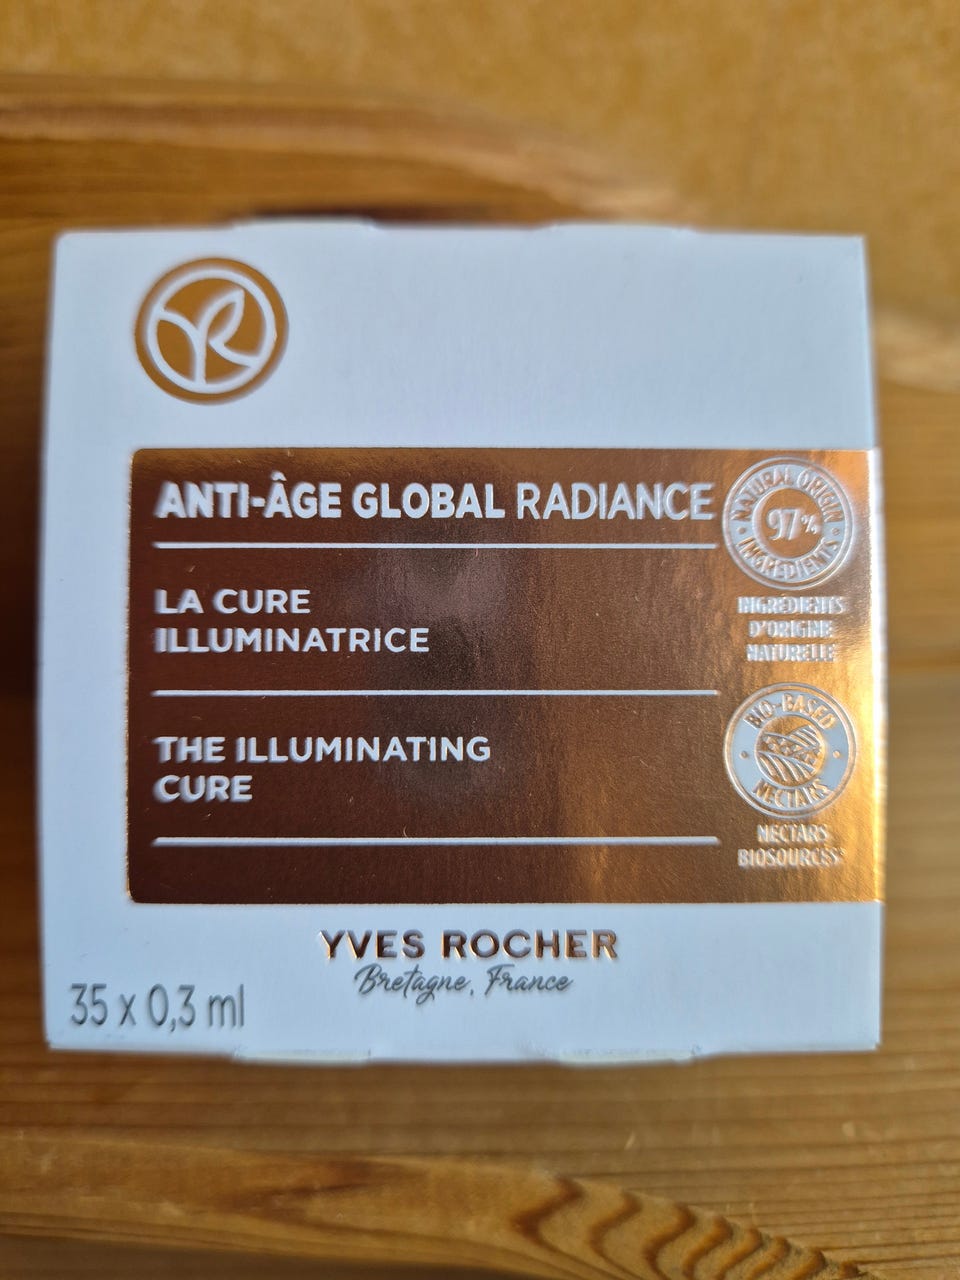 ANTI-ÂGE GLOBAL RADIANCE
LA CURE
ILLUMINATRICE
THE ILLUMINATING
CURE
NATURAL ORIGIN
97%
INGREDIENTS
INGRÉDIENTS
D'ORIGINE
NATURELLE
BIO-BASED
NECTARS
NECTARS
BIOSOURCÉS
YVES ROCHER
Bretagne, France
35 x 0,3 ml